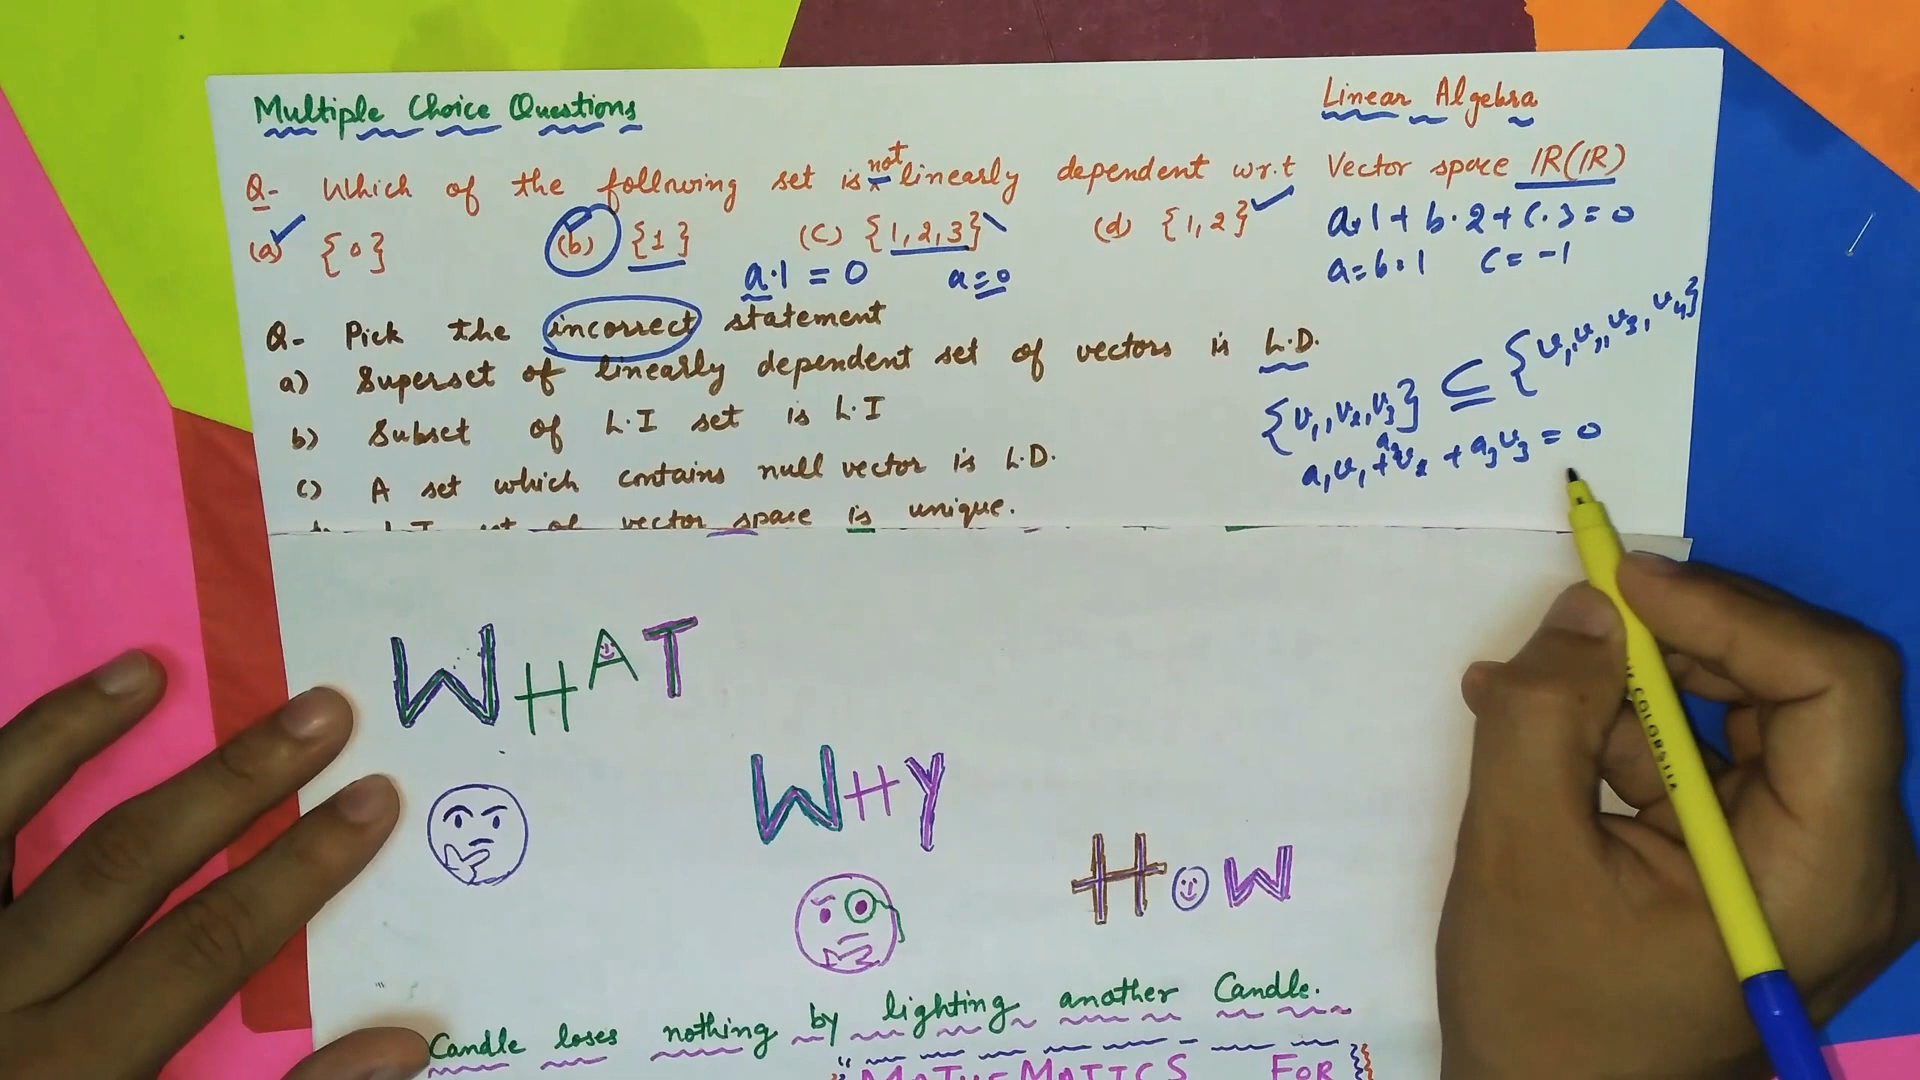 Multiple Choice Questions
Linear Algebra
Q- Which of the following set is not linearly dependent w.r.t Vector space IR(IR)
(a) {0} (b) {1} (c) {1,2,3} (d) {1,2}
a·1 + b·2 + c·3 = 0
a·1 = 0 a=0
a=b=1 c=-1
Q- Pick the incorrect statement
a) Superset of linearly dependent set of vectors is L.D.
{v1, v2, v3} ⊆ {v1, v2, v3, v4}
b) Subset of L.I set is L.I
a1v1 + a2v2 + a3v3 = 0
c) A set which contains null vector is L.D.
vector space is unique.
WHAT
WHY
HOW
Candle loses nothing by lighting another Candle.
MATHEMATICS FOR